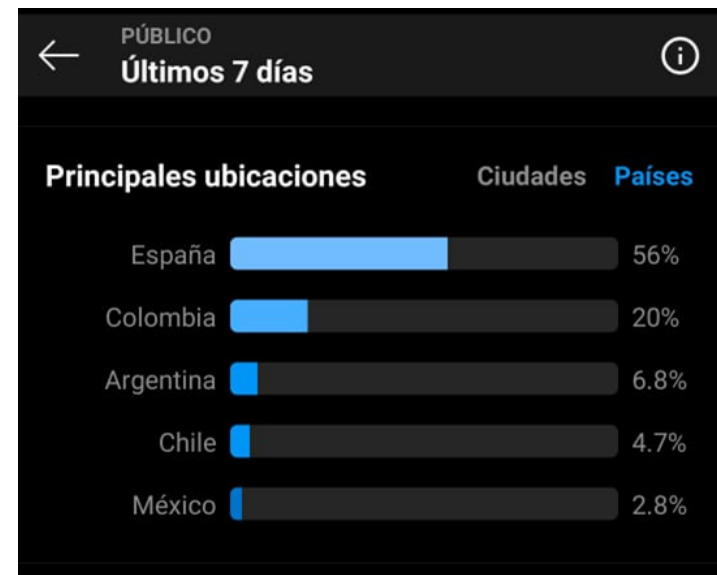 PÚBLICO
Últimos 7 días
Principales ubicaciones Ciudades Países
España 56%
Colombia 20%
Argentina 6.8%
Chile 4.7%
México 2.8%